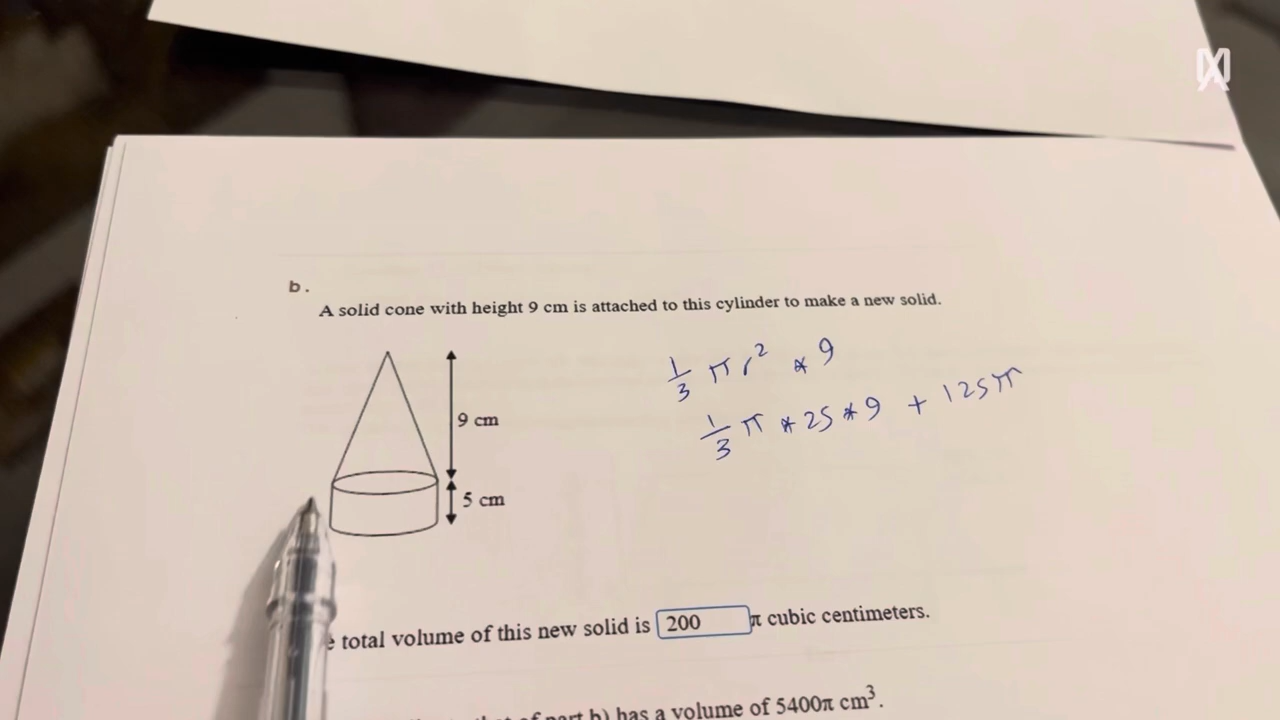 b.
A solid cone with height 9 cm is attached to this cylinder to make a new solid.
1/3 π r² * 9
1/3 π * 25 * 9 + 125π
9 cm
5 cm
total volume of this new solid is 200 π cubic centimeters.
part b) has a volume of 5400π cm³.